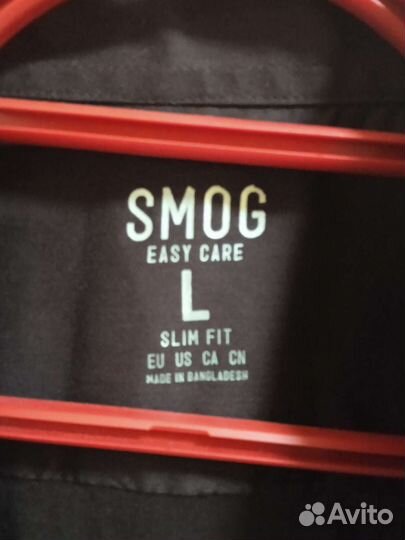 SMOG
EASY CARE
L
SLIM FIT
EU US CA CN
MADE IN BANGLADESH
Avito